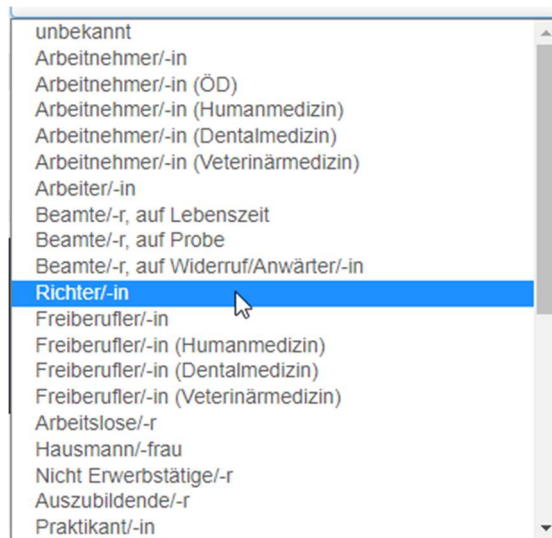 unbekannt
Arbeitnehmer/-in
Arbeitnehmer/-in (ÖD)
Arbeitnehmer/-in (Humanmedizin)
Arbeitnehmer/-in (Dentalmedizin)
Arbeitnehmer/-in (Veterinärmedizin)
Arbeiter/-in
Beamte/-r, auf Lebenszeit
Beamte/-r, auf Probe
Beamte/-r, auf Widerruf/Anwärter/-in
Richter/-in
Freiberufler/-in
Freiberufler/-in (Humanmedizin)
Freiberufler/-in (Dentalmedizin)
Freiberufler/-in (Veterinärmedizin)
Arbeitslose/-r
Hausmann/-frau
Nicht Erwerbstätige/-r
Auszubildende/-r
Praktikant/-in